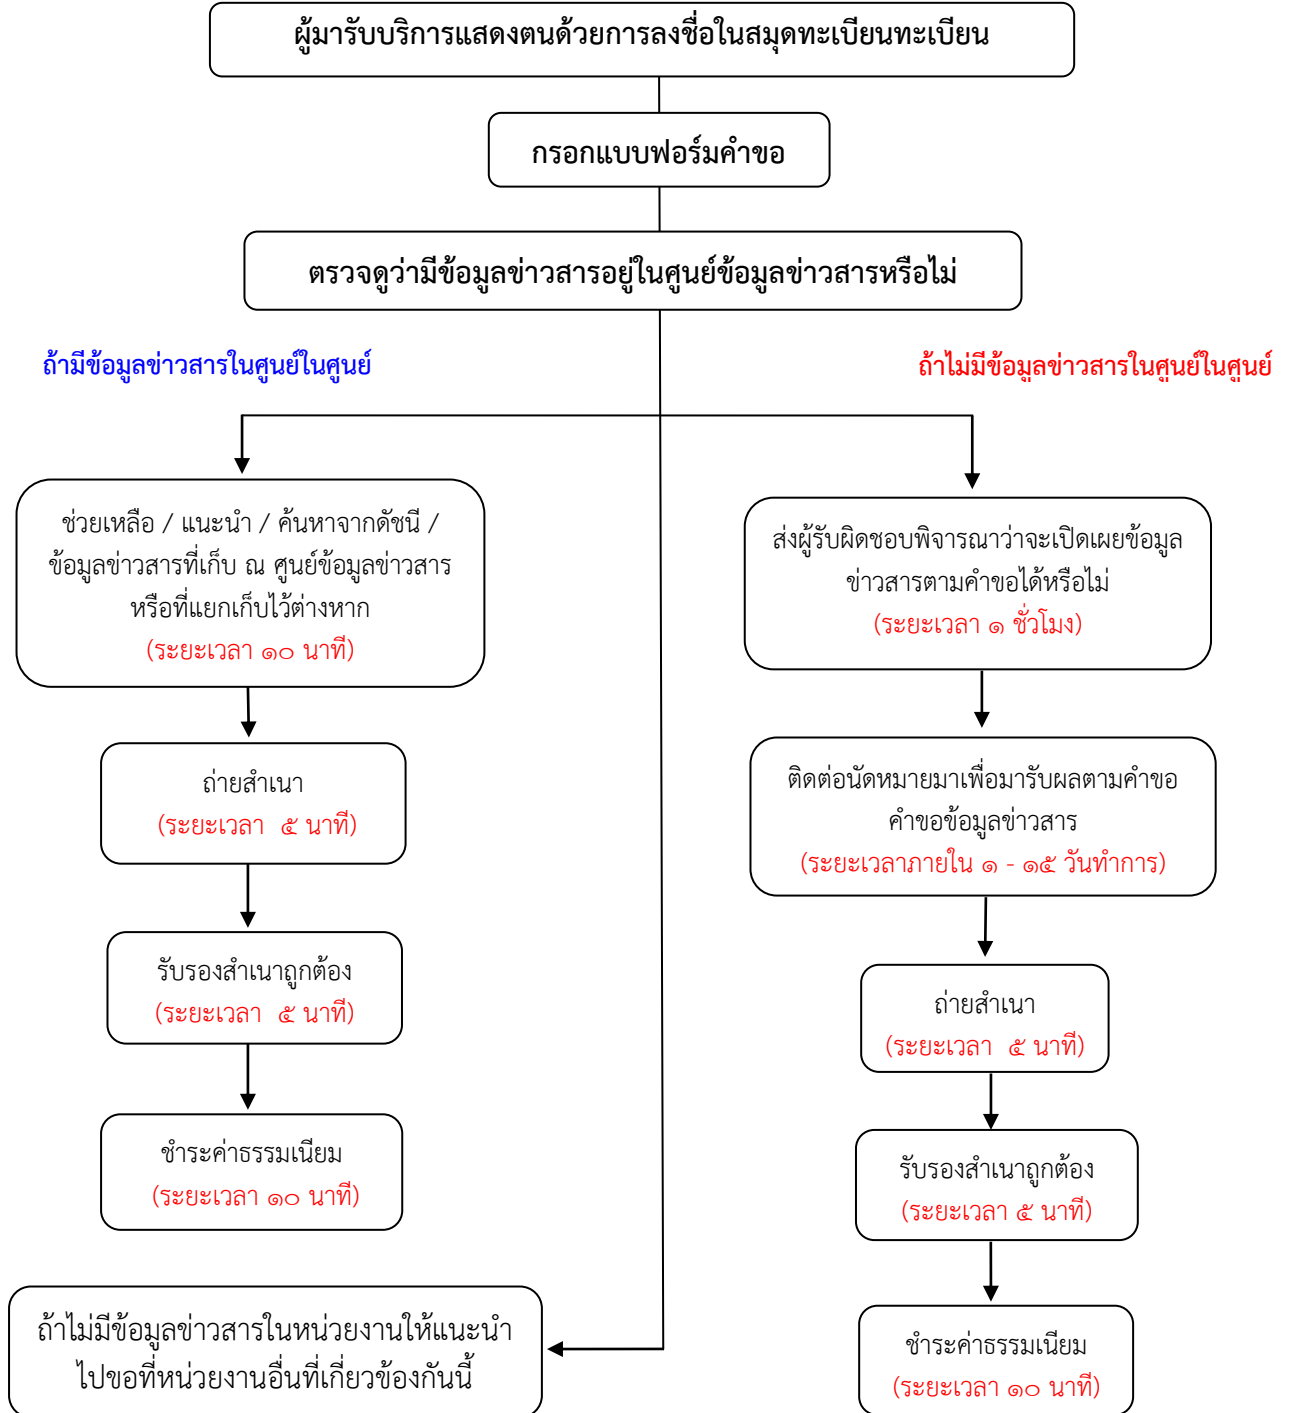 ผู้มารับบริการแสดงตนด้วยการลงชื่อในสมุดทะเบียนทะเบียน
กรอกแบบฟอร์มคำขอ
ตรวจดูว่ามีข้อมูลข่าวสารอยู่ในศูนย์ข้อมูลข่าวสารหรือไม่
ถ้ามีข้อมูลข่าวสารในศูนย์ในศูนย์
ถ้าไม่มีข้อมูลข่าวสารในศูนย์ในศูนย์
ช่วยเหลือ / แนะนำ / ค้นหาจากดัชนี /
ข้อมูลข่าวสารที่เก็บ ณ ศูนย์ข้อมูลข่าวสาร
หรือที่แยกเก็บไว้ต่างหาก
(ระยะเวลา ๑๐ นาที)
ถ่ายสำเนา
(ระยะเวลา ๕ นาที)
รับรองสำเนาถูกต้อง
(ระยะเวลา ๕ นาที)
ชำระค่าธรรมเนียม
(ระยะเวลา ๑๐ นาที)
ถ้าไม่มีข้อมูลข่าวสารในหน่วยงานให้แนะนำ
ไปขอที่หน่วยงานอื่นที่เกี่ยวข้องกันนี้
ส่งผู้รับผิดชอบพิจารณาว่าจะเปิดเผยข้อมูล
ข่าวสารตามคำขอได้หรือไม่
(ระยะเวลา ๑ ชั่วโมง)
ติดต่อนัดหมายมาเพื่อมารับผลตามคำขอ
คำขอข้อมูลข่าวสาร
(ระยะเวลาภายใน ๑ - ๑๕ วันทำการ)
ถ่ายสำเนา
(ระยะเวลา ๕ นาที)
รับรองสำเนาถูกต้อง
(ระยะเวลา ๕ นาที)
ชำระค่าธรรมเนียม
(ระยะเวลา ๑๐ นาที)